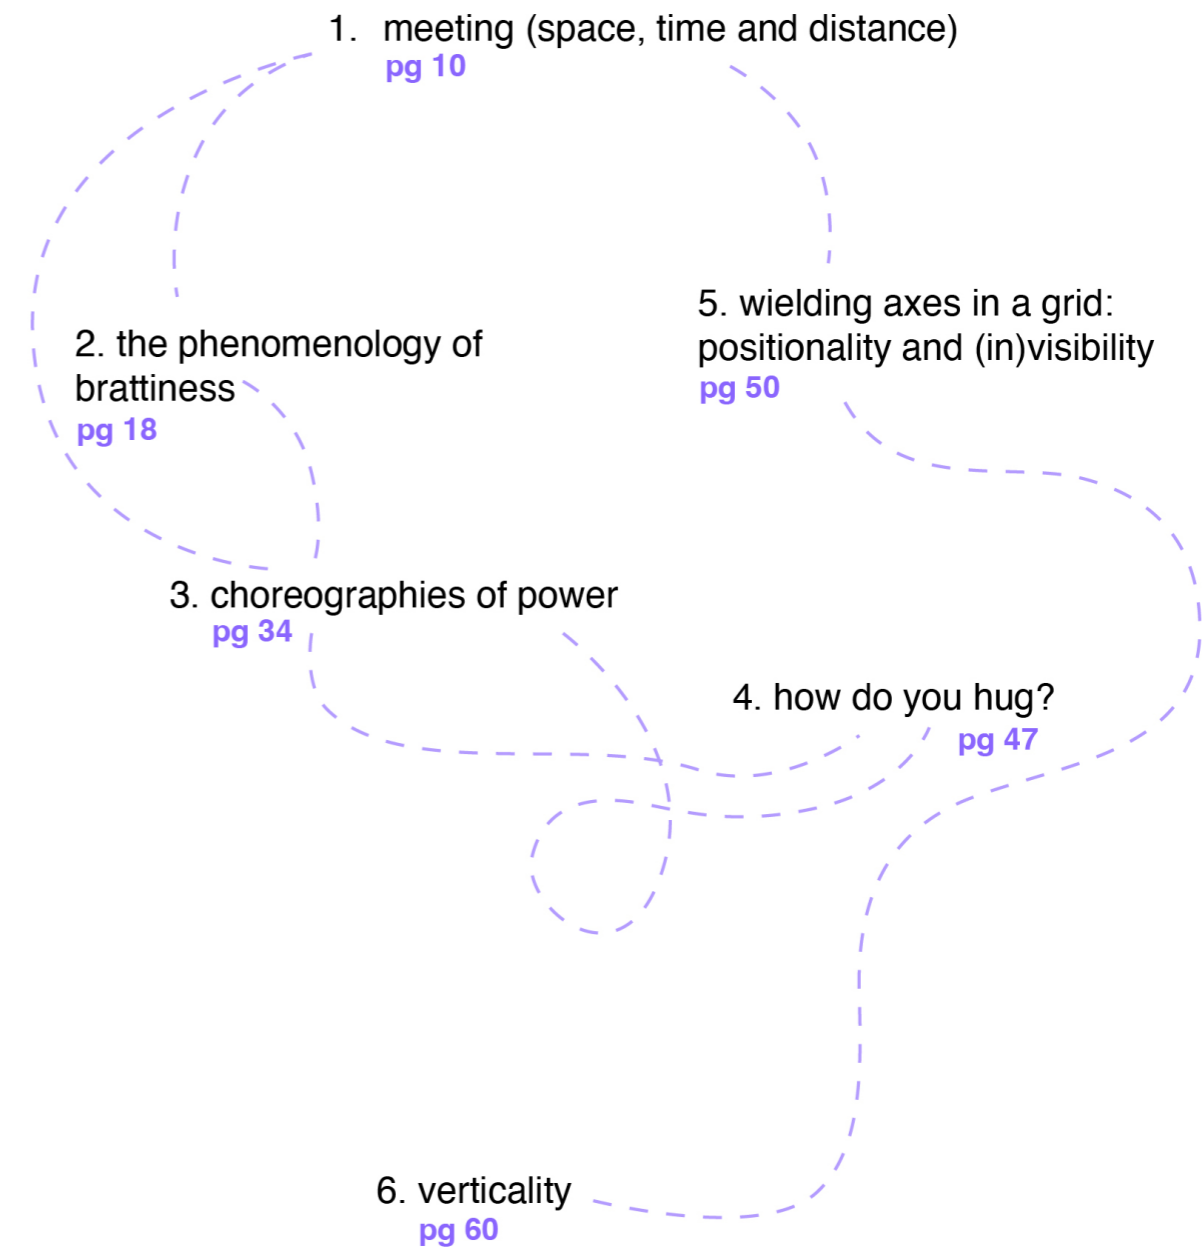 1. meeting (space, time and distance)
pg 10
2. the phenomenology of
brattiness
pg 18
5. wielding axes in a grid:
positionality and (in)visibility
pg 50
3. choreographies of power
pg 34
4. how do you hug?
pg 47
6. verticality
pg 60